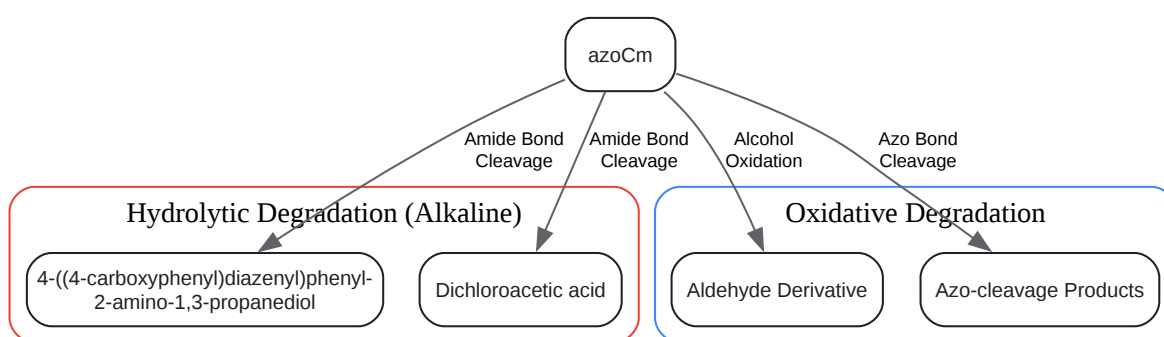 azoCm
Amide Bond
Cleavage
Amide Bond
Cleavage
Alcohol
Oxidation
Azo Bond
Cleavage
Hydrolytic Degradation (Alkaline)
Oxidative Degradation
4-((4-carboxyphenyl)diazenyl)phenyl-
2-amino-1,3-propanediol
Dichloroacetic acid
Aldehyde Derivative
Azo-cleavage Products